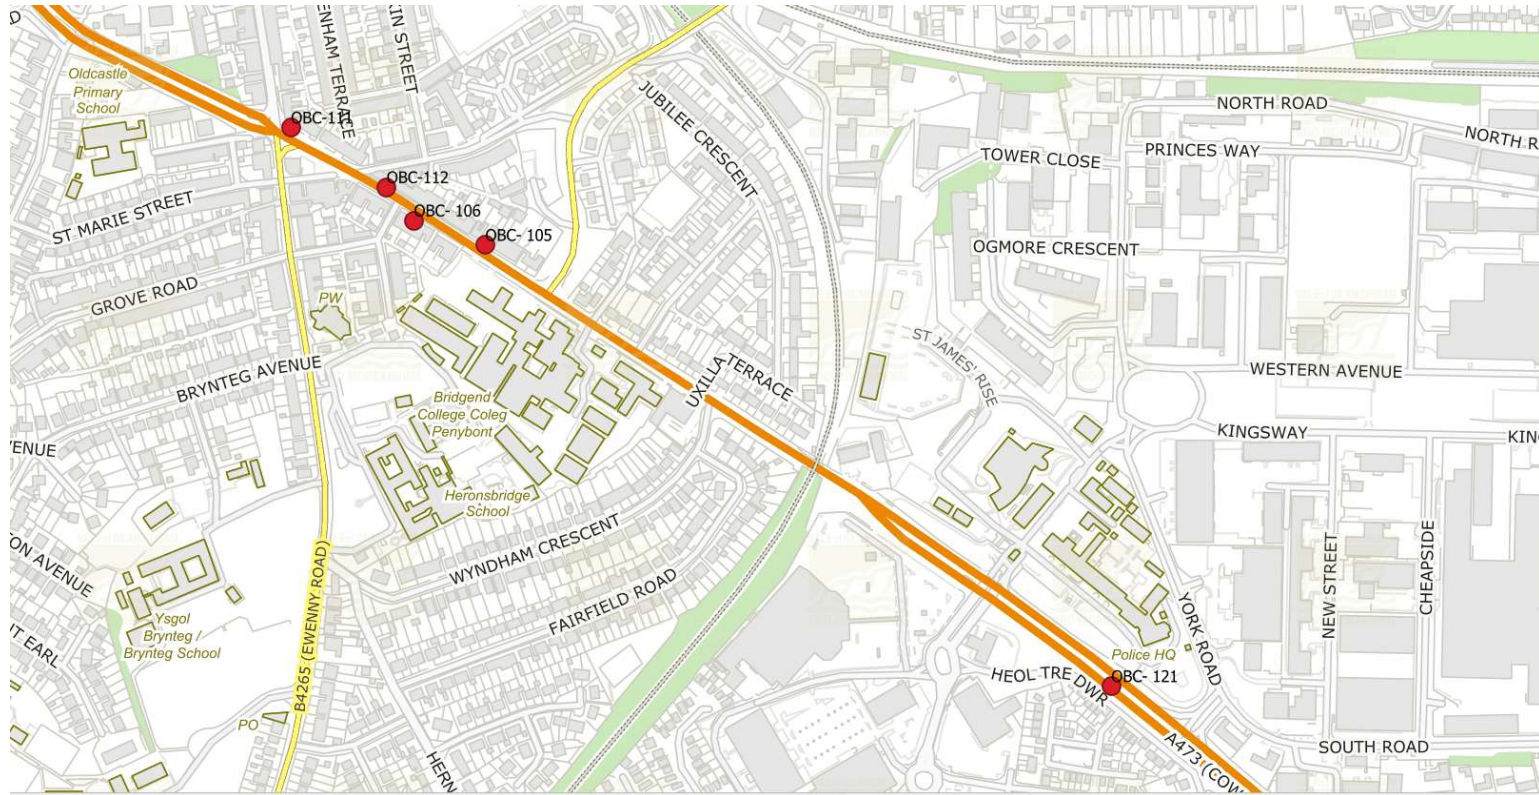 ENHAM TERRACE
KIN STREET
Oldcastle
Primary
School
OBC-111
JUBILEE CRESCENT
NORTH ROAD
NORTH R
TOWER CLOSE
PRINCES WAY
OBC-112
OBC- 106
OBC- 105
ST MARIE STREET
OGMORE CRESCENT
GROVE ROAD
PW
ST JAMES' RISE
BRYNTEG AVENUE
UXILLA TERRACE
WESTERN AVENUE
Bridgend
College Coleg
Penybont
KINGSWAY
KIN
ENUE
Heronsbridge
School
WYNDHAM CRESCENT
ON AVENUE
B4265 (EWENNY ROAD)
FAIRFIELD ROAD
NEW STREET
CHEAPSIDE
Ysgol
Brynteg /
Brynteg School
T EARL
YORK ROAD
Police HQ
OBC- 121
HEOL TRE DWR
PO
HERN
A473 (COW
SOUTH ROAD